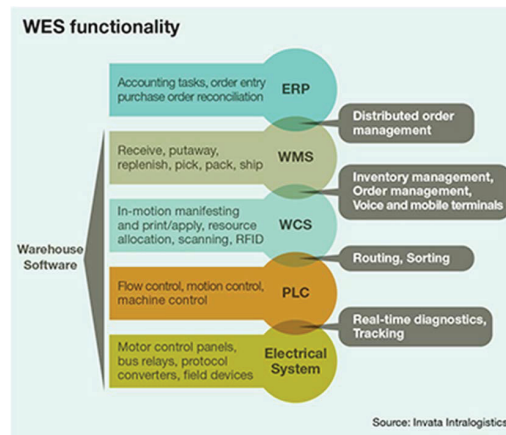 WES functionality
Accounting tasks, order entry
purchase order reconciliation
ERP
Distributed order
management
Receive, putaway,
replenish, pick, pack, ship
WMS
Inventory management,
Order management,
Voice and mobile terminals
In-motion manifesting
and print/apply, resource
allocation, scanning, RFID
WCS
Warehouse
Software
Routing, Sorting
Flow control, motion control,
machine control
PLC
Real-time diagnostics,
Tracking
Motor control panels,
bus relays, protocol
converters, field devices
Electrical
System
Source: Invata Intralogistics